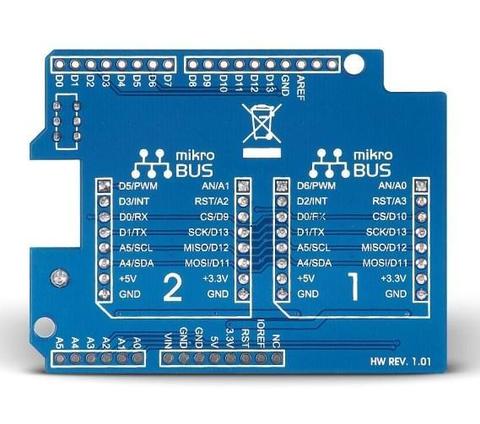 D0 D1 D2 D3 D4 D5 D6 D7 D8 D9 D10 D11 D12 D13 GND AREF
mikro BUS
mikro BUS
D5/PWM AN/A1 D6/PWM AN/A0
D3/INT RST/A2 D2/INT RST/A3
D0/RX CS/D9 D0/RX CS/D10
D1/TX SCK/D13 D1/TX SCK/D13
A5/SCL MISO/D12 A5/SCL MISO/D12
A4/SDA MOSI/D11 A4/SDA MOSI/D11
+5V +3.3V +5V +3.3V
GND 2 GND GND 1 GND
A5 A4 A3 A2 A1 A0 VIN GND GND 5V 3.3V RST IOREF NC
HW REV. 1.01